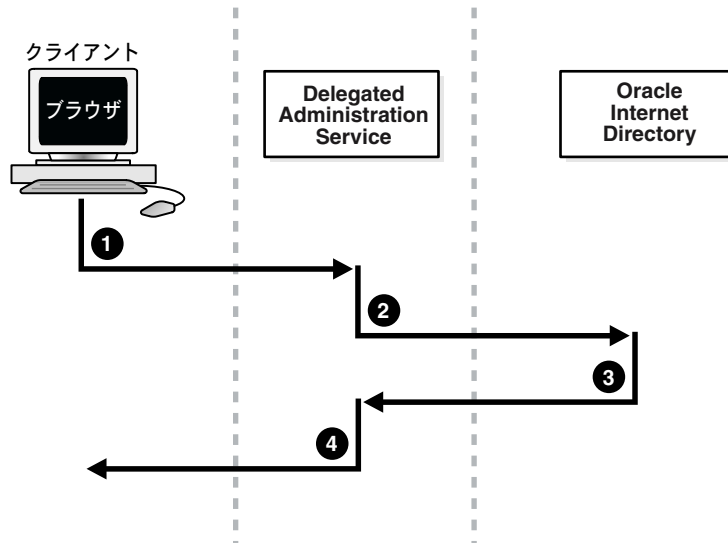 クライアント
ブラウザ
Delegated
Administration
Service
Oracle
Internet
Directory
1
2
3
4